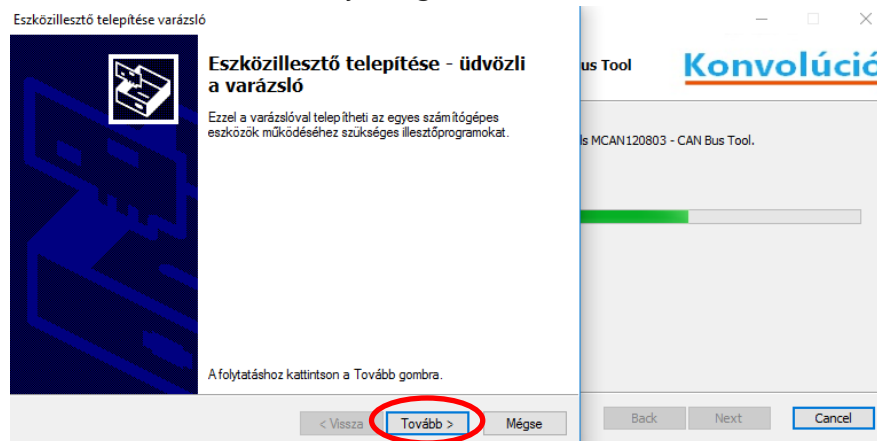 Eszközillesztő telepítése varázsló
Eszközillesztő telepítése - üdvözli
a varázsló
Ezzel a varázslóval telepítheti az egyes számítógépes
eszközök működéséhez szükséges illesztőprogramokat.
A folytatáshoz kattintson a Tovább gombra.
< Vissza
Tovább >
Mégse
us Tool
Konvolúció
ls MCAN120803 - CAN Bus Tool.
Back
Next
Cancel